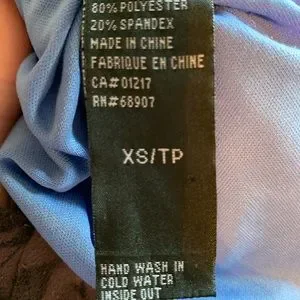 80% POLYESTER
20% SPANDEX
MADE IN CHINE
FABRIQUE EN CHINE
CA#01217
RN#68907
XS/TP
HAND WASH IN
COLD WATER
INSIDE OUT